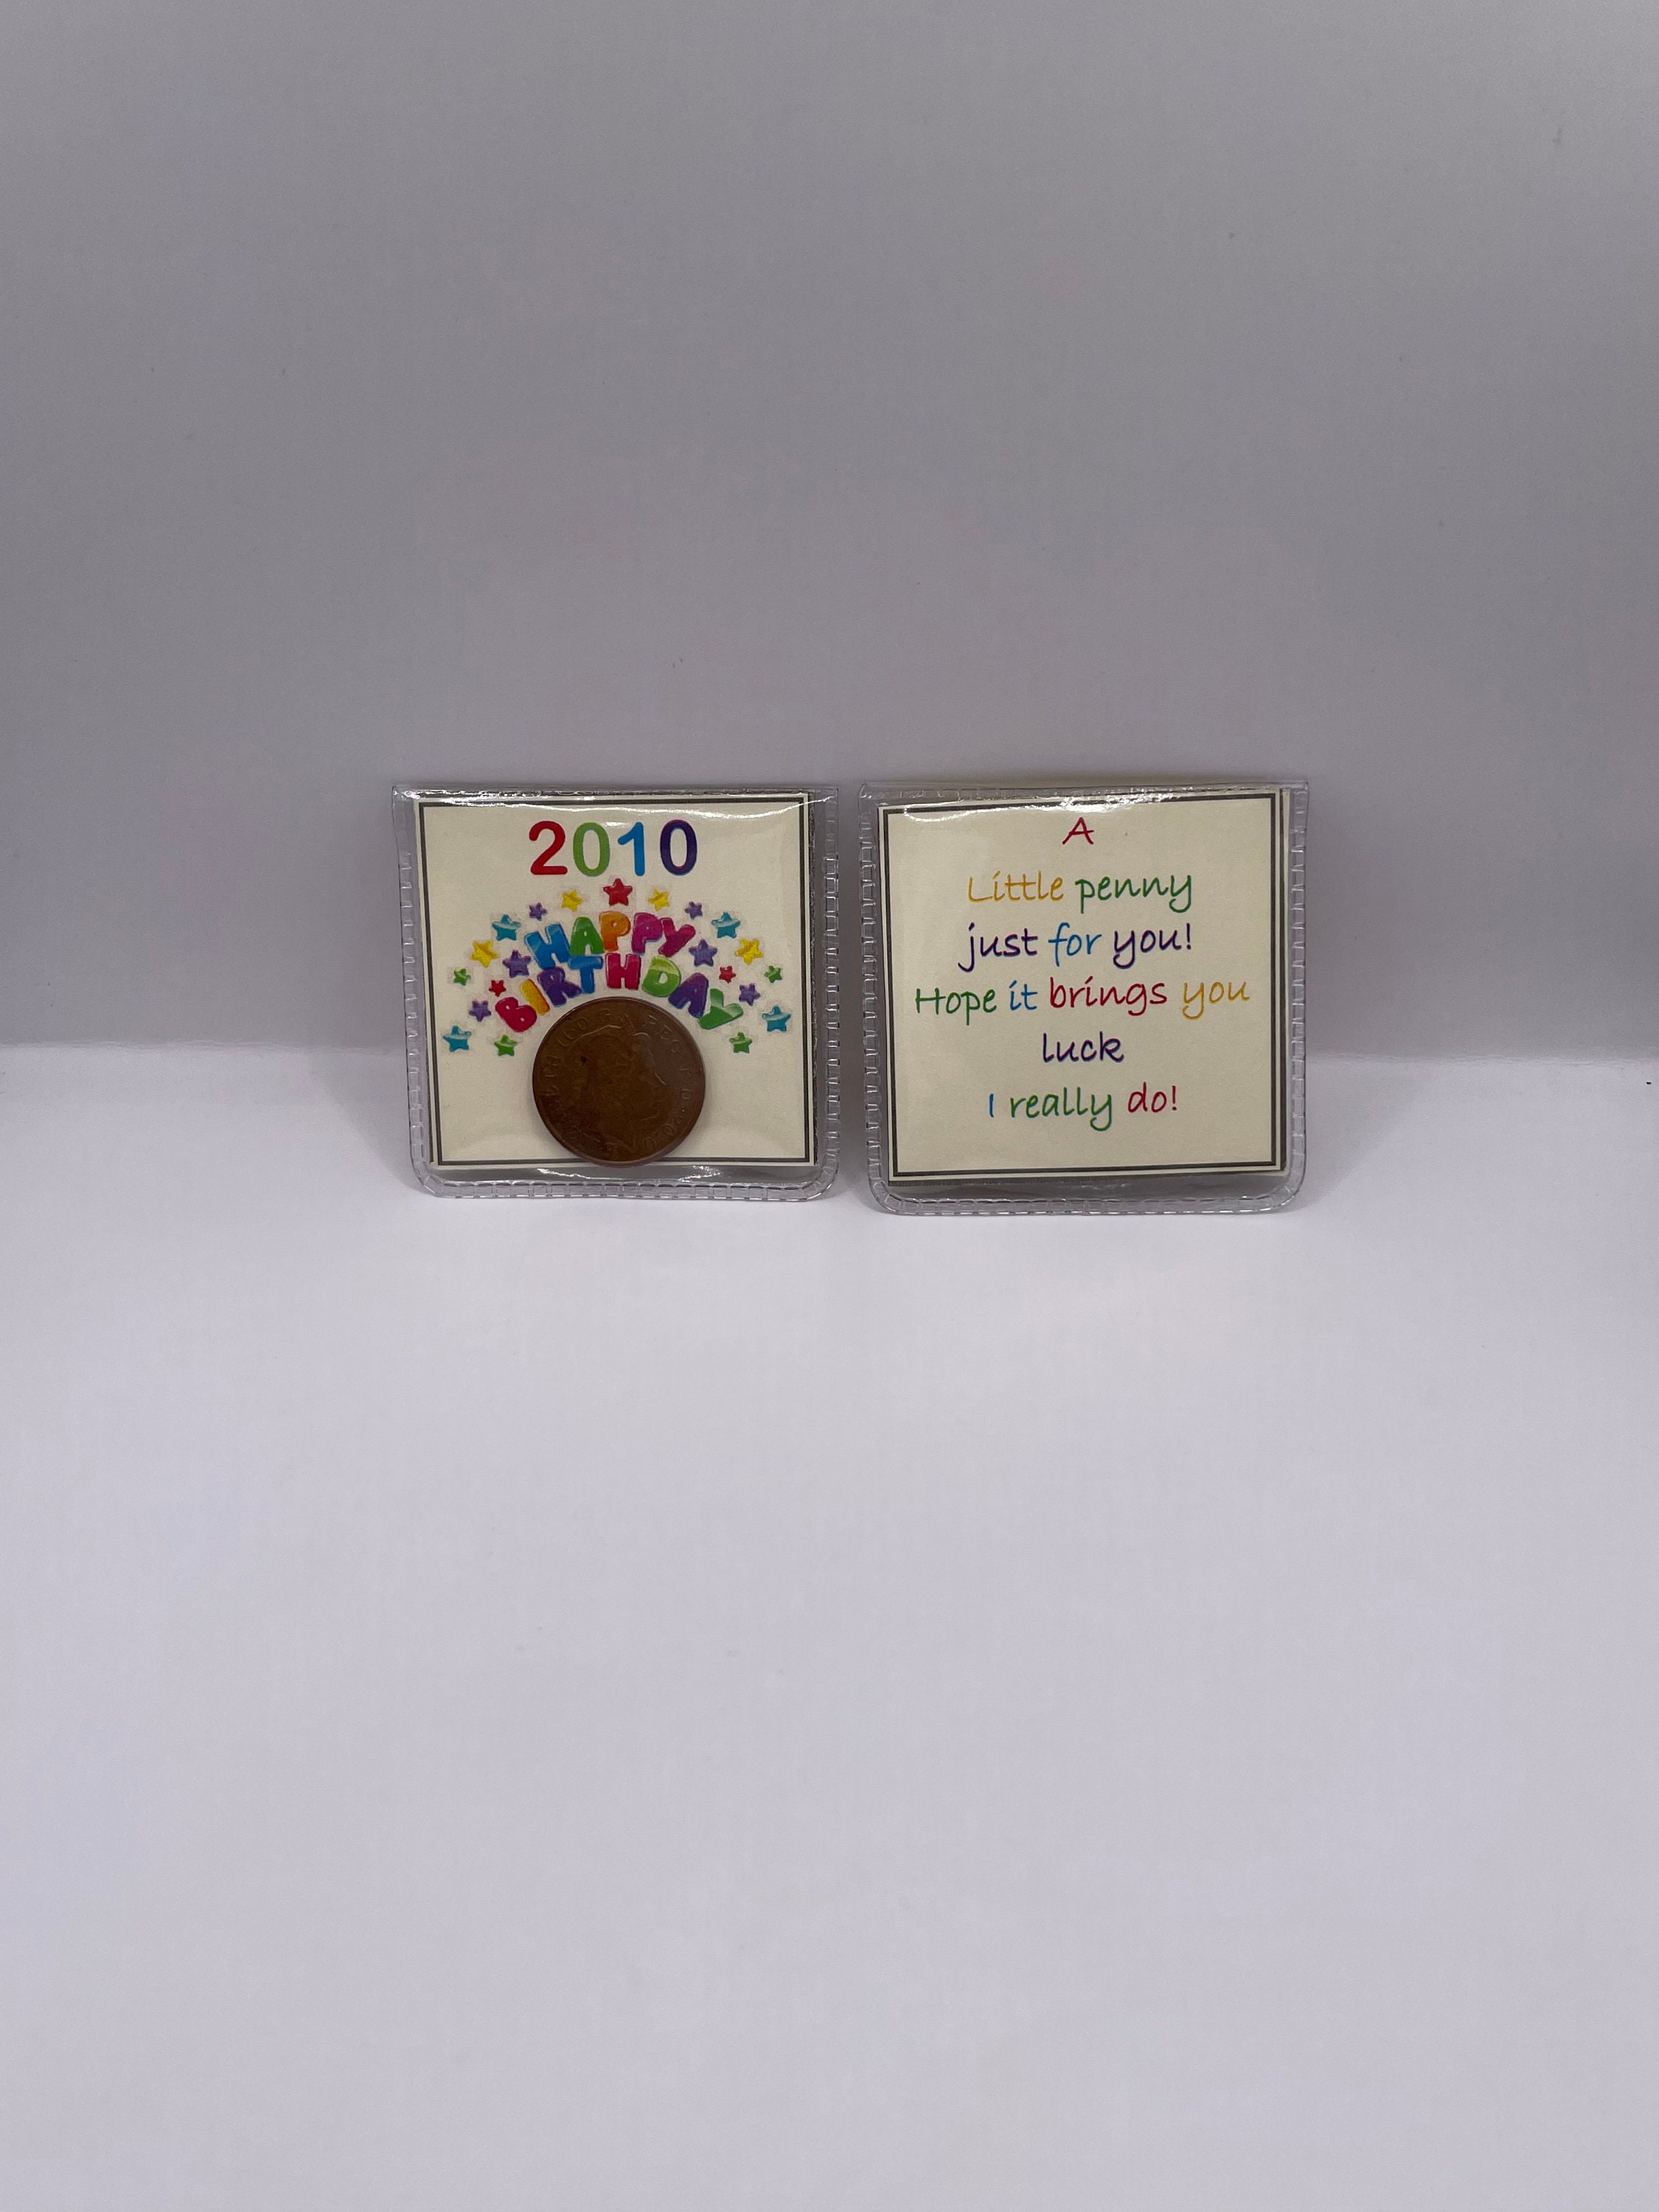 2010
HAPPY
BIRTHDAY
A
Little penny
just for you!
Hope it brings you
luck
I really do!